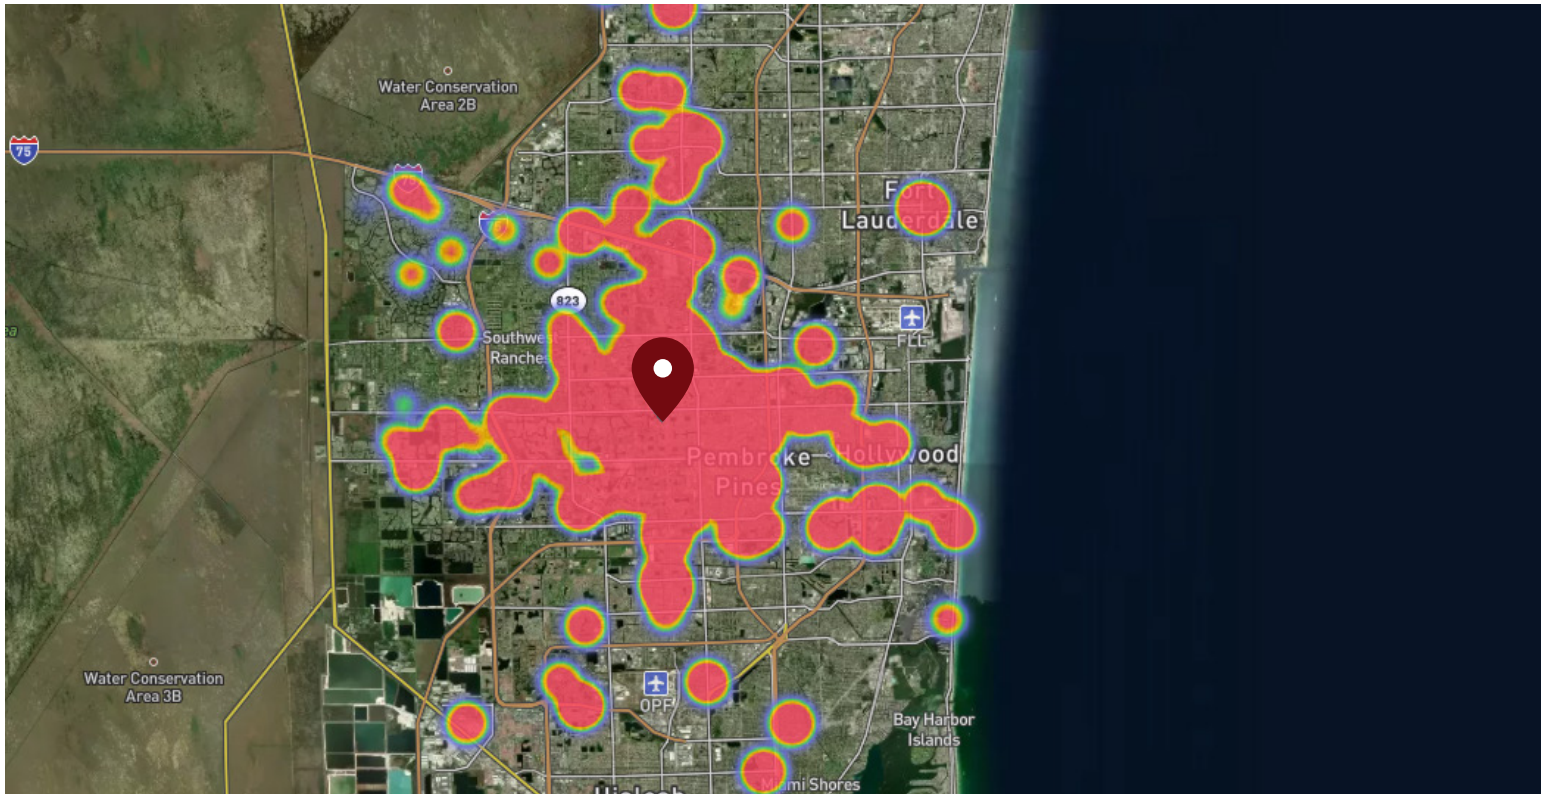 Water Conservation
Area 2B
75
Fort
Lauderdale
823
FLL
Southwest
Ranches
Pembroke
Pines
Hollywood
Water Conservation
Area 3B
OPF
Bay Harbor
Islands
Miami Shores
Hialeah